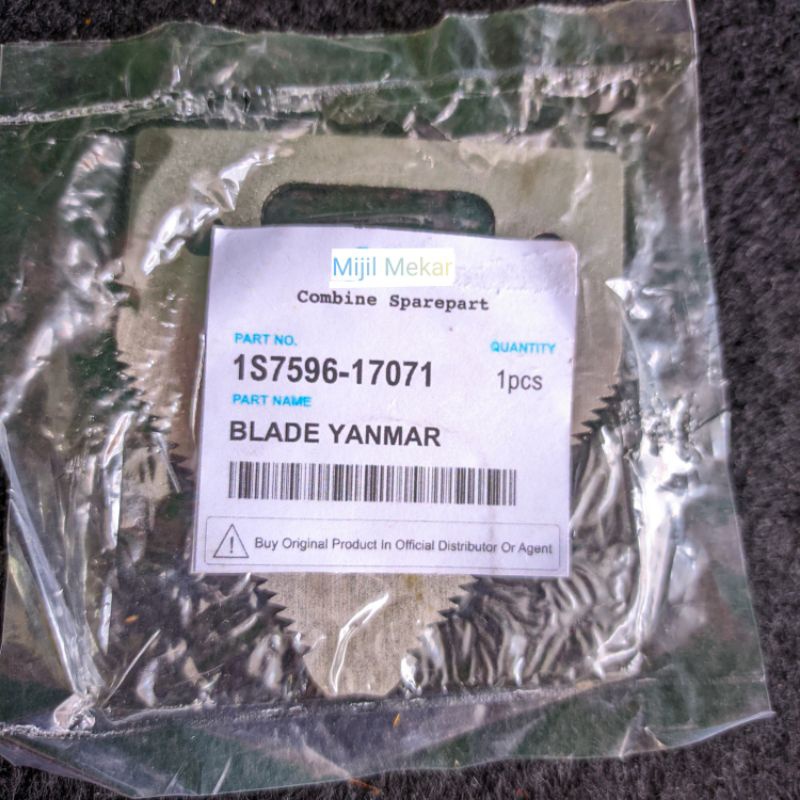 Mijil Mekar
Combine Sparepart
PART NO.
QUANTITY
1S7596-17071
1pcs
PART NAME
BLADE YANMAR
Buy Original Product In Official Distributor Or Agent